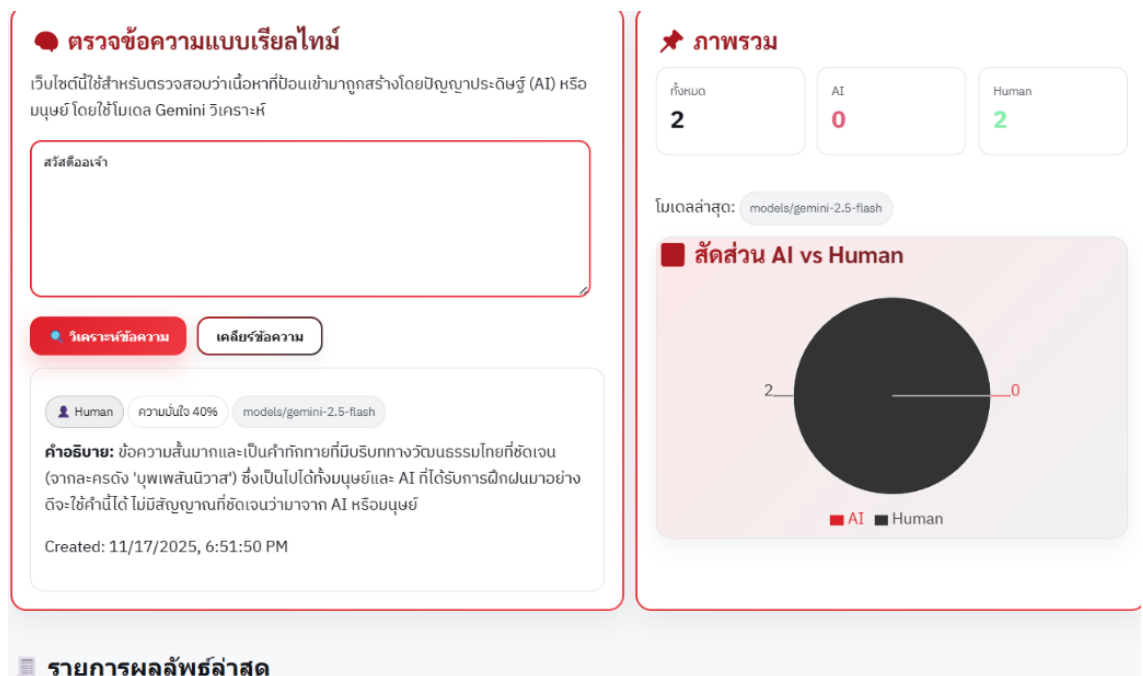 ตรวจข้อความแบบเรียลไทม์
เว็บไซต์นี้ใช้สำหรับตรวจสอบว่าเนื้อหาที่ป้อนเข้ามาถูกสร้างโดยปัญญาประดิษฐ์ (AI) หรือ
มนุษย์ โดยใช้โมเดล Gemini วิเคราะห์
สวัสดีออเจ้า
วิเคราะห์ข้อความ
เคลียร์ข้อความ
Human
ความมั่นใจ 40%
models/gemini-2.5-flash
คำอธิบาย: ข้อความสั้นมากและเป็นคำทักทายที่มีบริบททางวัฒนธรรมไทยที่ชัดเจน
(จากละครดัง 'บุพเพสันนิวาส') ซึ่งเป็นไปได้ทั้งมนุษย์และ AI ที่ได้รับการฝึกฝนมาอย่าง
ดีจะใช้คำนี้ได้ ไม่มีสัญญาณที่ชัดเจนว่ามาจาก AI หรือมนุษย์
Created: 11/17/2025, 6:51:50 PM
ภาพรวม
ทั้งหมด
2
AI
0
Human
2
โมเดลล่าสุด: models/gemini-2.5-flash
สัดส่วน AI vs Human
2
0
AI Human
รายการผลลัพธ์ล่าสุด